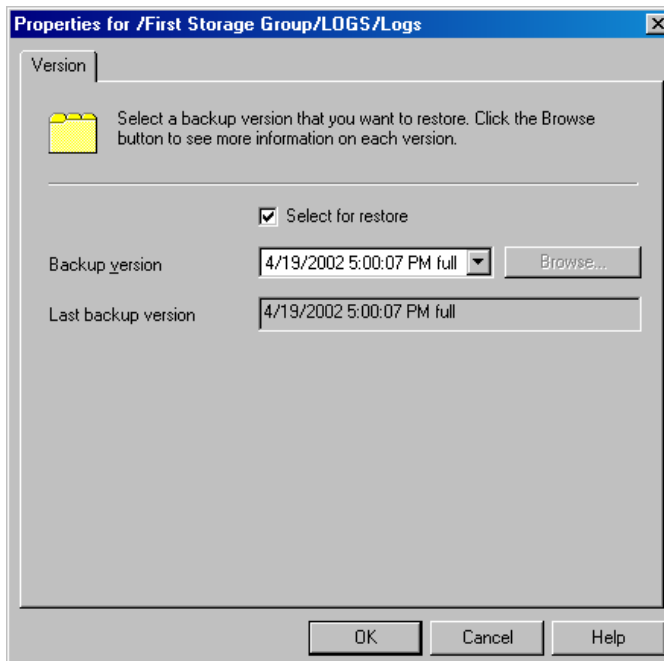 Properties for /First Storage Group/LOGS/Logs
Version
Select a backup version that you want to restore. Click the Browse
button to see more information on each version.
Select for restore
Backup version
4/19/2002 5:00:07 PM full
Browse...
Last backup version
4/19/2002 5:00:07 PM full
OK
Cancel
Help